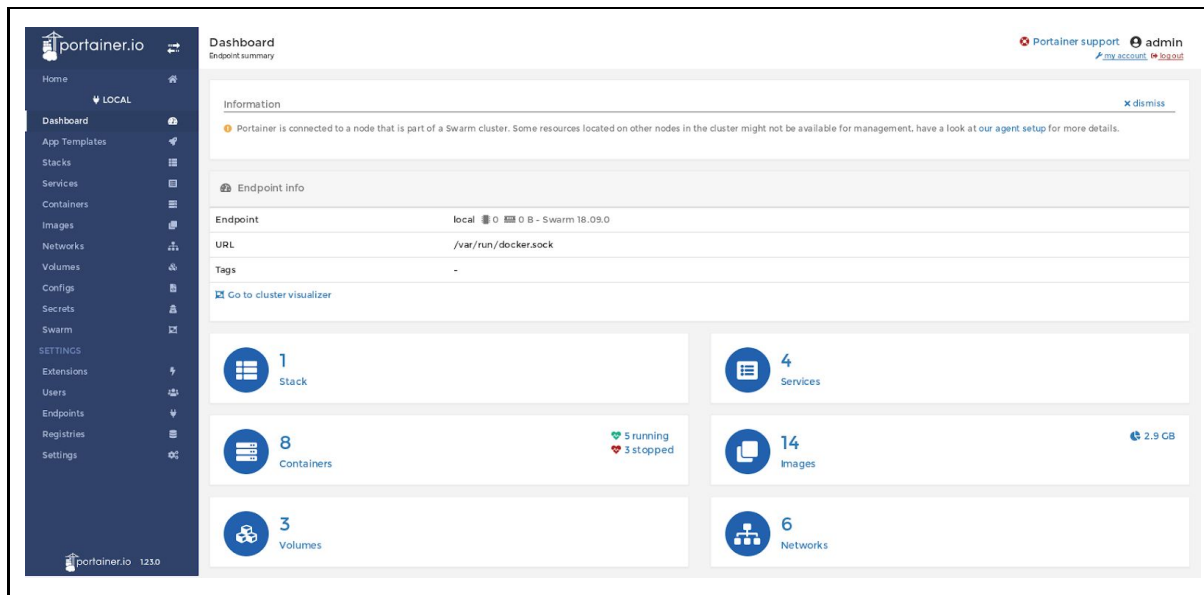 portainer.io
Home
LOCAL
Dashboard
App Templates
Stacks
Services
Containers
Images
Networks
Volumes
Configs
Secrets
Swarm
SETTINGS
Extensions
Users
Endpoints
Registries
Settings
portainer.io 1.23.0
Dashboard
Endpoint summary
Portainer support admin
my account log out
Information
dismiss
Portainer is connected to a node that is part of a Swarm cluster. Some resources located on other nodes in the cluster might not be available for management, have a look at our agent setup for more details.
Endpoint info
Endpoint local 0 0 B - Swarm 18.09.0
URL /var/run/docker.sock
Tags -
Go to cluster visualizer
1
Stack
4
Services
8
Containers
5 running
3 stopped
14
Images
2.9 GB
3
Volumes
6
Networks